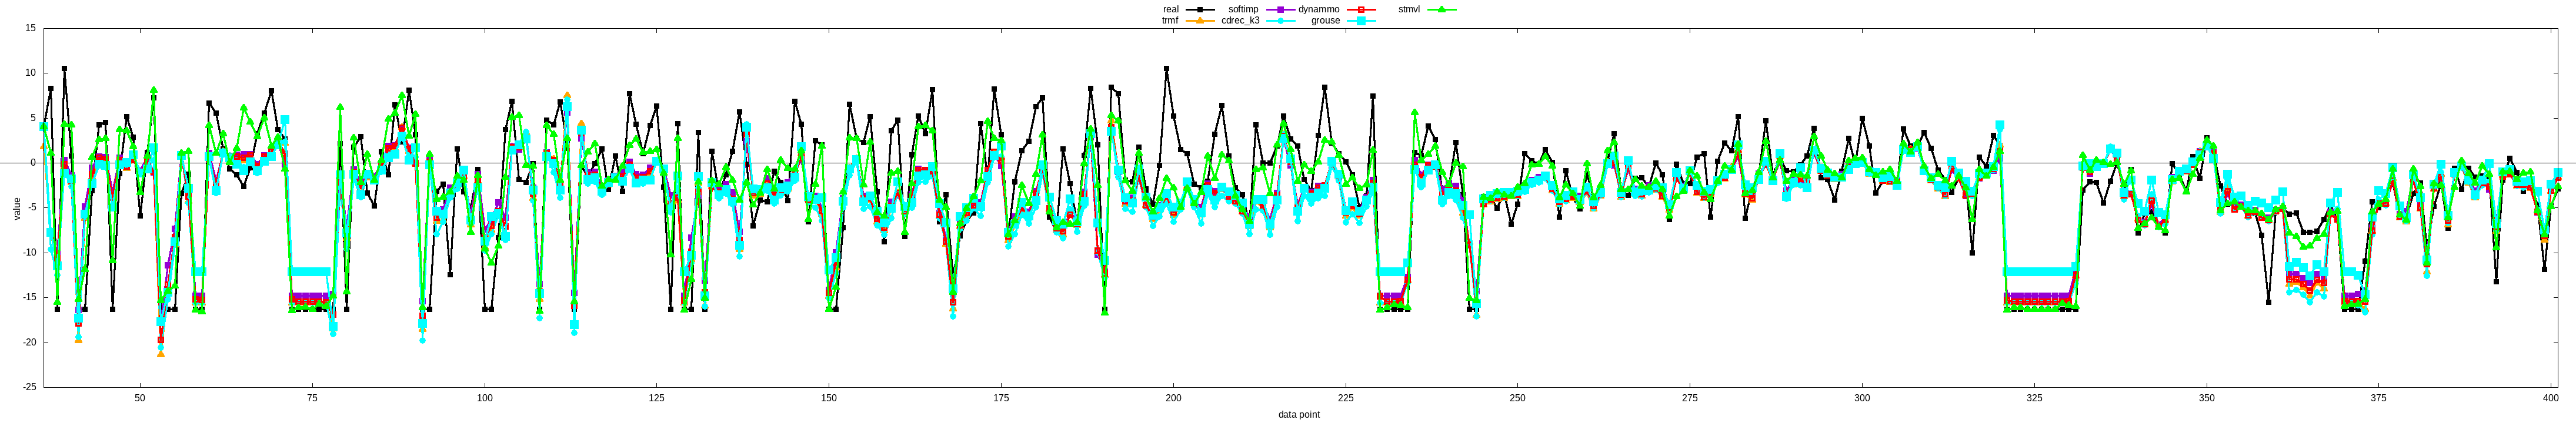 real softimp dynammo stmvl
trmf cdrec_k3 grouse
15
10
5
0
-5
-10
-15
-20
-25
value
50 75 100 125 150 175 200 225 250 275 300 325 350 375 400
data point